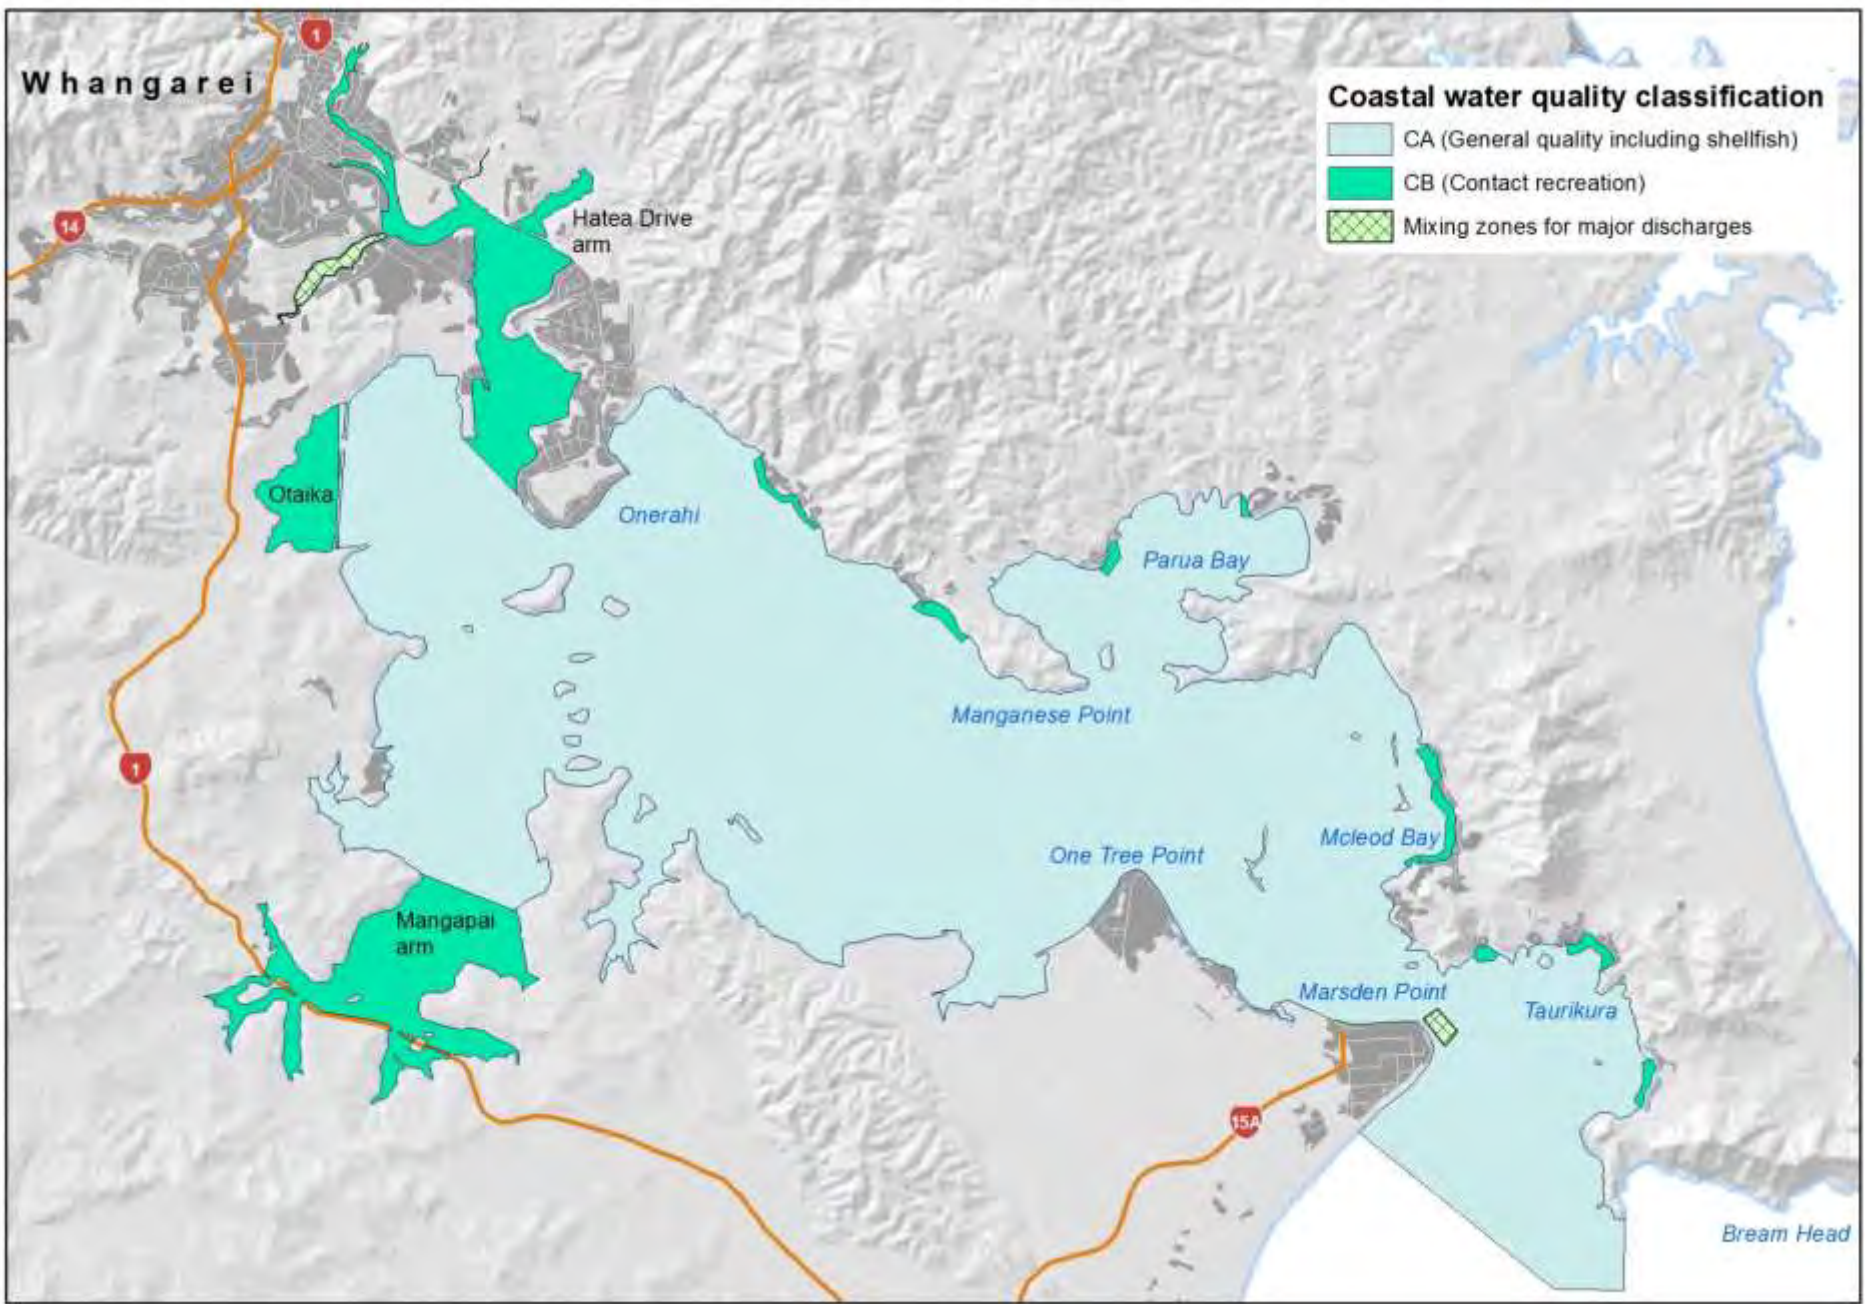 1
Whangarei
Coastal water quality classification
CA (General quality including shellfish)
CB (Contact recreation)
Mixing zones for major discharges
14
Hatea Drive
arm
Otaika
Onerahi
Parua Bay
Manganese Point
1
Mcleod Bay
One Tree Point
Mangapai
arm
Marsden Point
Taurikura
15A
Bream Head